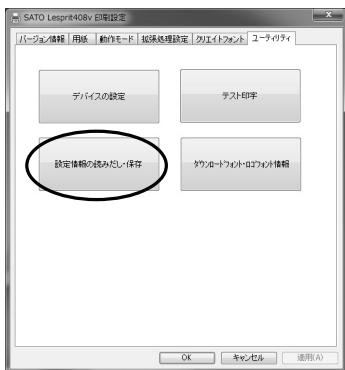 SATO Lesprit408v 印刷設定
バージョン情報 用紙 動作モード 拡張処理設定 クリエイトフォント ユーティリティ
デバイスの設定 テスト印字
設定情報の読みだし・保存 ダウンロードフォント・ロゴフォント情報
OK キャンセル 適用(A)